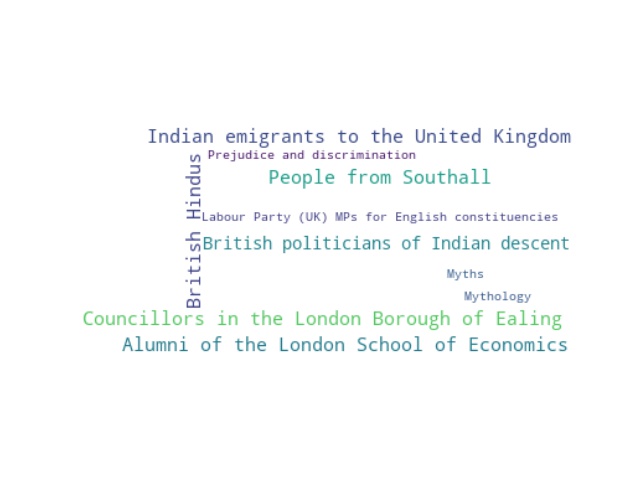 Indian emigrants to the United Kingdom
Prejudice and discrimination
British Hindus
People from Southall
Labour Party (UK) MPs for English constituencies
British politicians of Indian descent
Myths
Mythology
Councillors in the London Borough of Ealing
Alumni of the London School of Economics